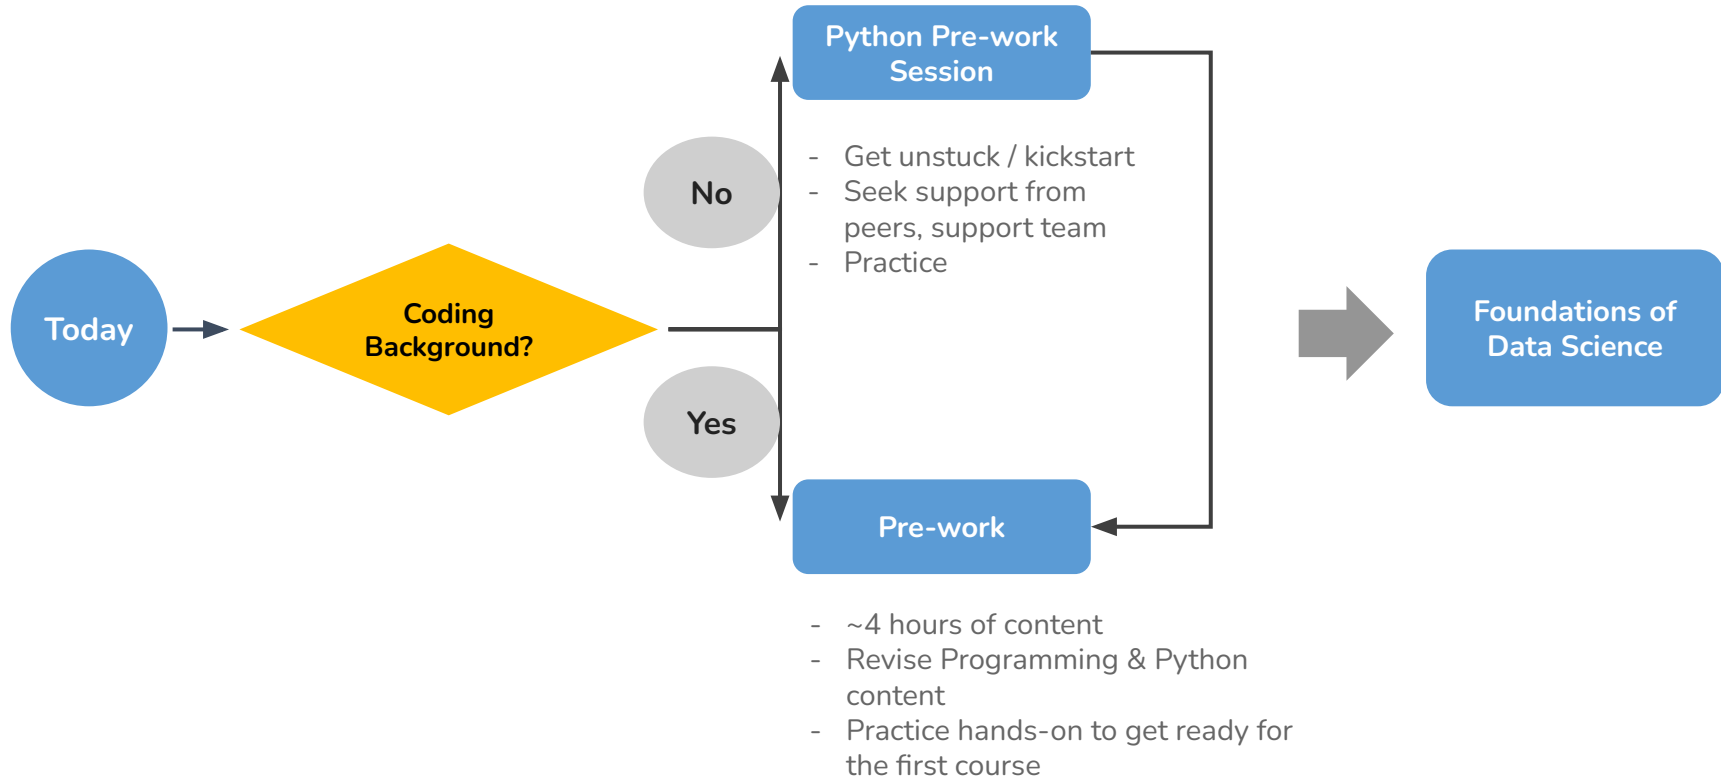 Python Pre-work
Session
No
- Get unstuck / kickstart
- Seek support from
peers, support team
- Practice
Today
Coding
Background?
Foundations of
Data Science
Yes
Pre-work
- ~4 hours of content
- Revise Programming & Python
content
- Practice hands-on to get ready for
the first course